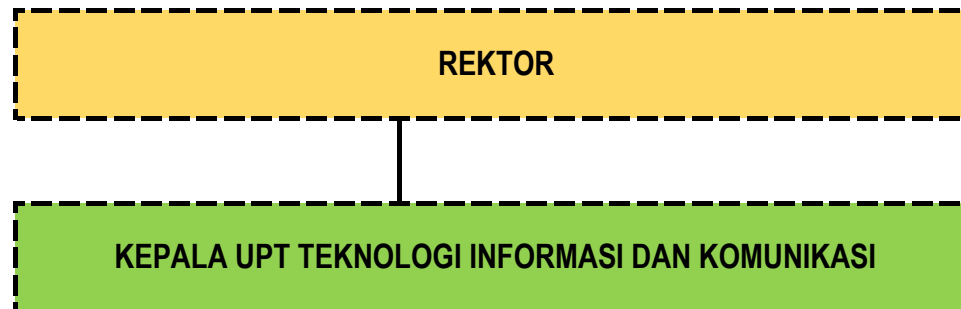 REKTOR
KEPALA UPT TEKNOLOGI INFORMASI DAN KOMUNIKASI